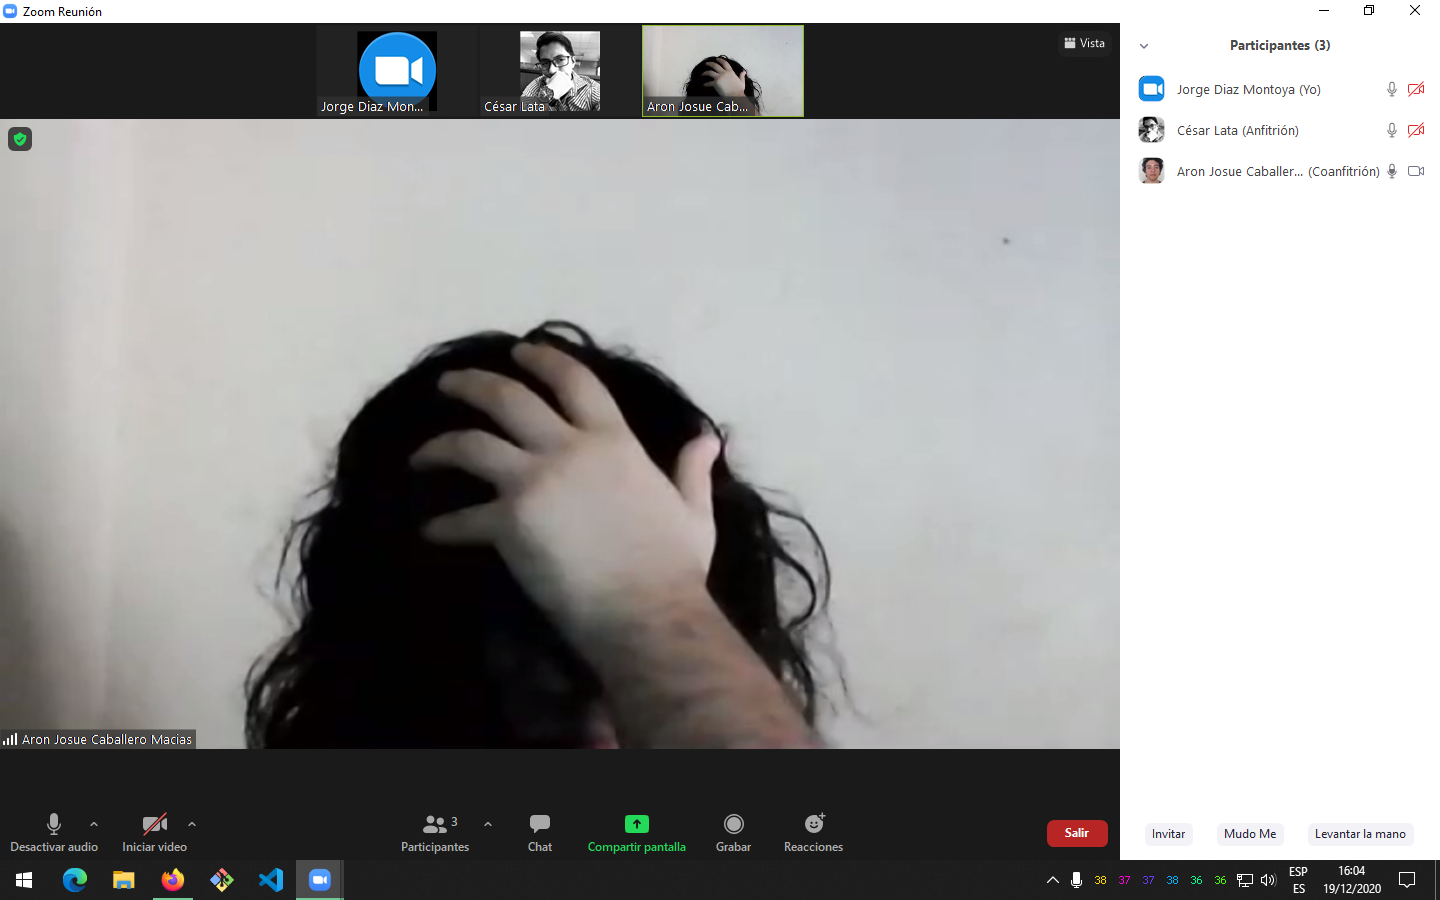 Zoom Reunión
Jorge Diaz Mon...
César Lata
Aron Josue Cab...
Vista
Participantes (3)
Jorge Diaz Montoya (Yo)
César Lata (Anfitrión)
Aron Josue Caballer... (Coanfitrión)
Aron Josue Caballero Macias
Desactivar audio
Iniciar video
3
Participantes
Chat
Compartir pantalla
Grabar
Reacciones
Salir
Invitar
Mudo Me
Levantar la mano
38 37 37 38 36 36
ESP
ES
16:04
19/12/2020